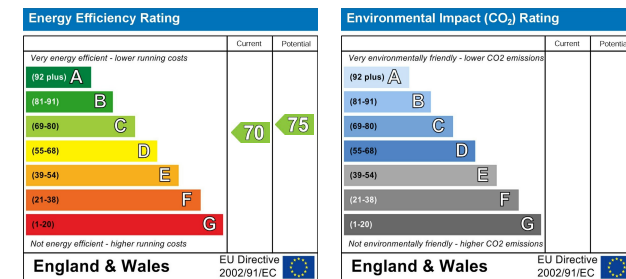 Energy Efficiency Rating
Current Potential
Very energy efficient - lower running costs
(92 plus) A
(81-91) B
(69-80) C
70 75
(55-68) D
(39-54) E
(21-38) F
(1-20) G
Not energy efficient - higher running costs
England & Wales
EU Directive
2002/91/EC
Environmental Impact (CO₂) Rating
Current Potential
Very environmentally friendly - lower CO2 emissions
(92 plus) A
(81-91) B
(69-80) C
(55-68) D
(39-54) E
(21-38) F
(1-20) G
Not environmentally friendly - higher CO2 emissions
England & Wales
EU Directive
2002/91/EC